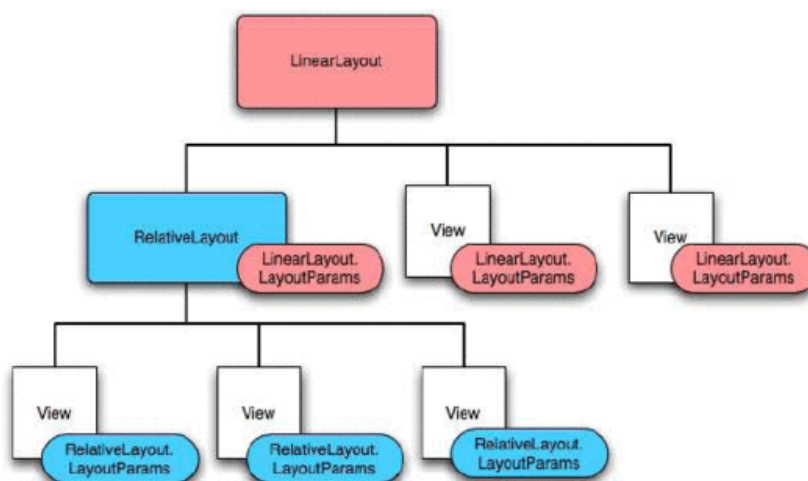 LinearLayout
RelativeLayout
LinearLayout.
LayoutParams
View
LinearLayout.
LayoutParams
View
LinearLayout.
LayoutParams
View
RelativeLayout.
LayoutParams
View
RelativeLayout.
LayoutParams
View
RelativeLayout.
LayoutParams